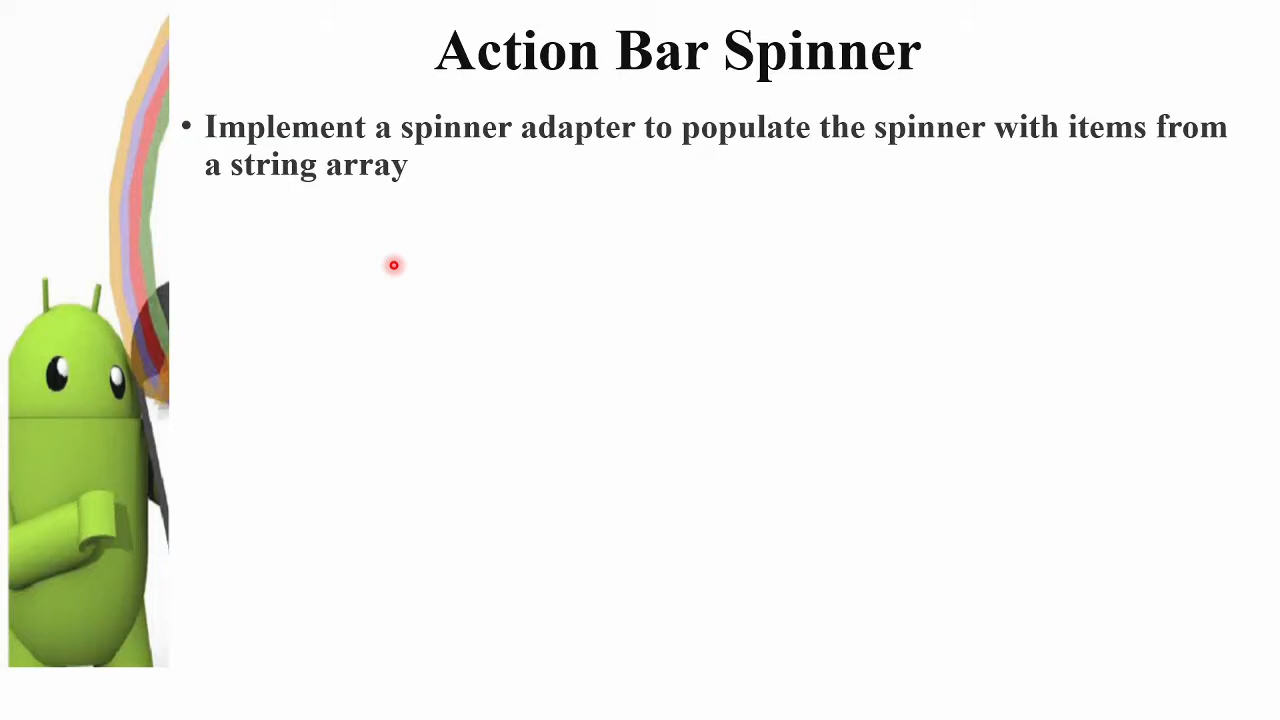 Action Bar Spinner
• Implement a spinner adapter to populate the spinner with items from
a string array